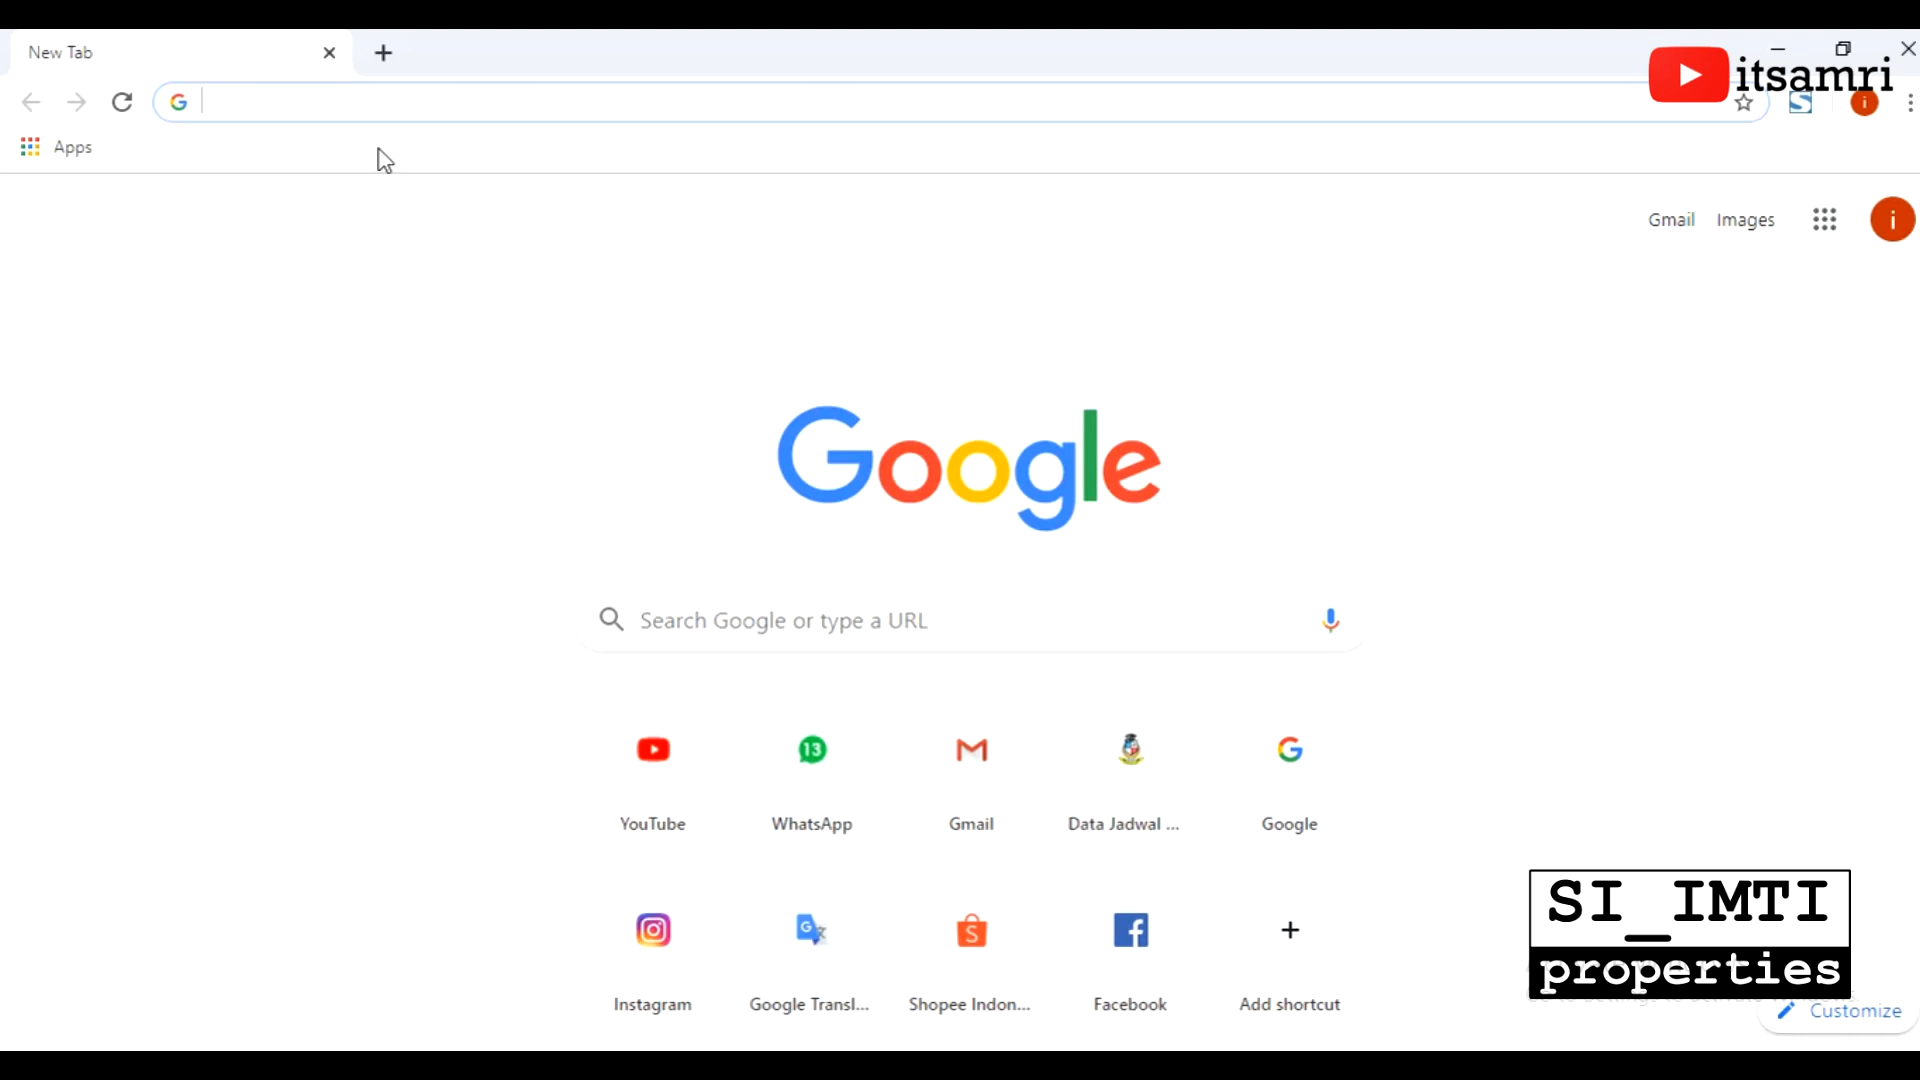 New Tab
itsamri
i
Apps
Gmail Images i
Google
Search Google or type a URL
13
YouTube WhatsApp Gmail Data Jadwal ... Google
Instagram Google Transl... Shopee Indon... Facebook Add shortcut
SI_IMTI
properties
Customize